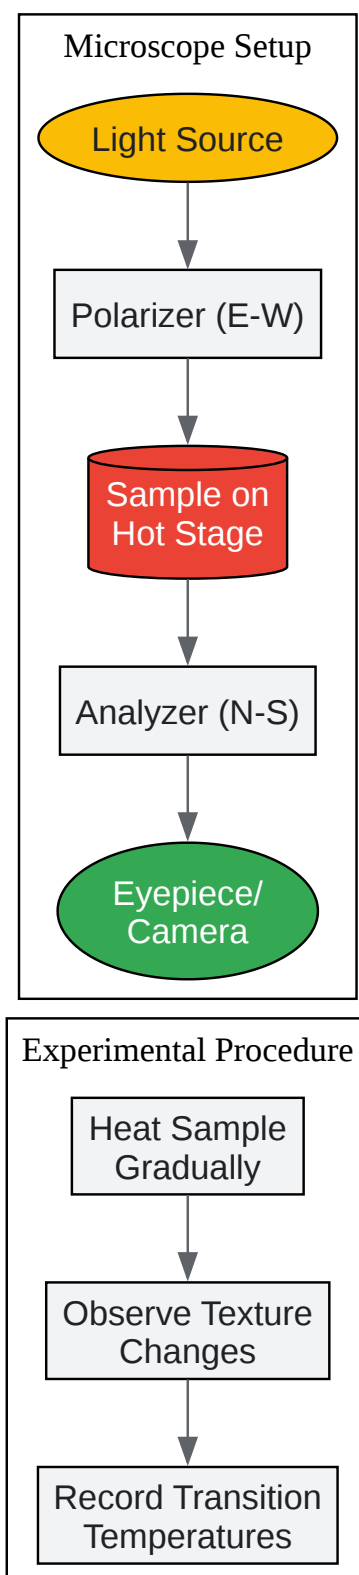 Microscope Setup
Light Source
Polarizer (E-W)
Sample on
Hot Stage
Analyzer (N-S)
Eyepiece/
Camera
Experimental Procedure
Heat Sample
Gradually
Observe Texture
Changes
Record Transition
Temperatures